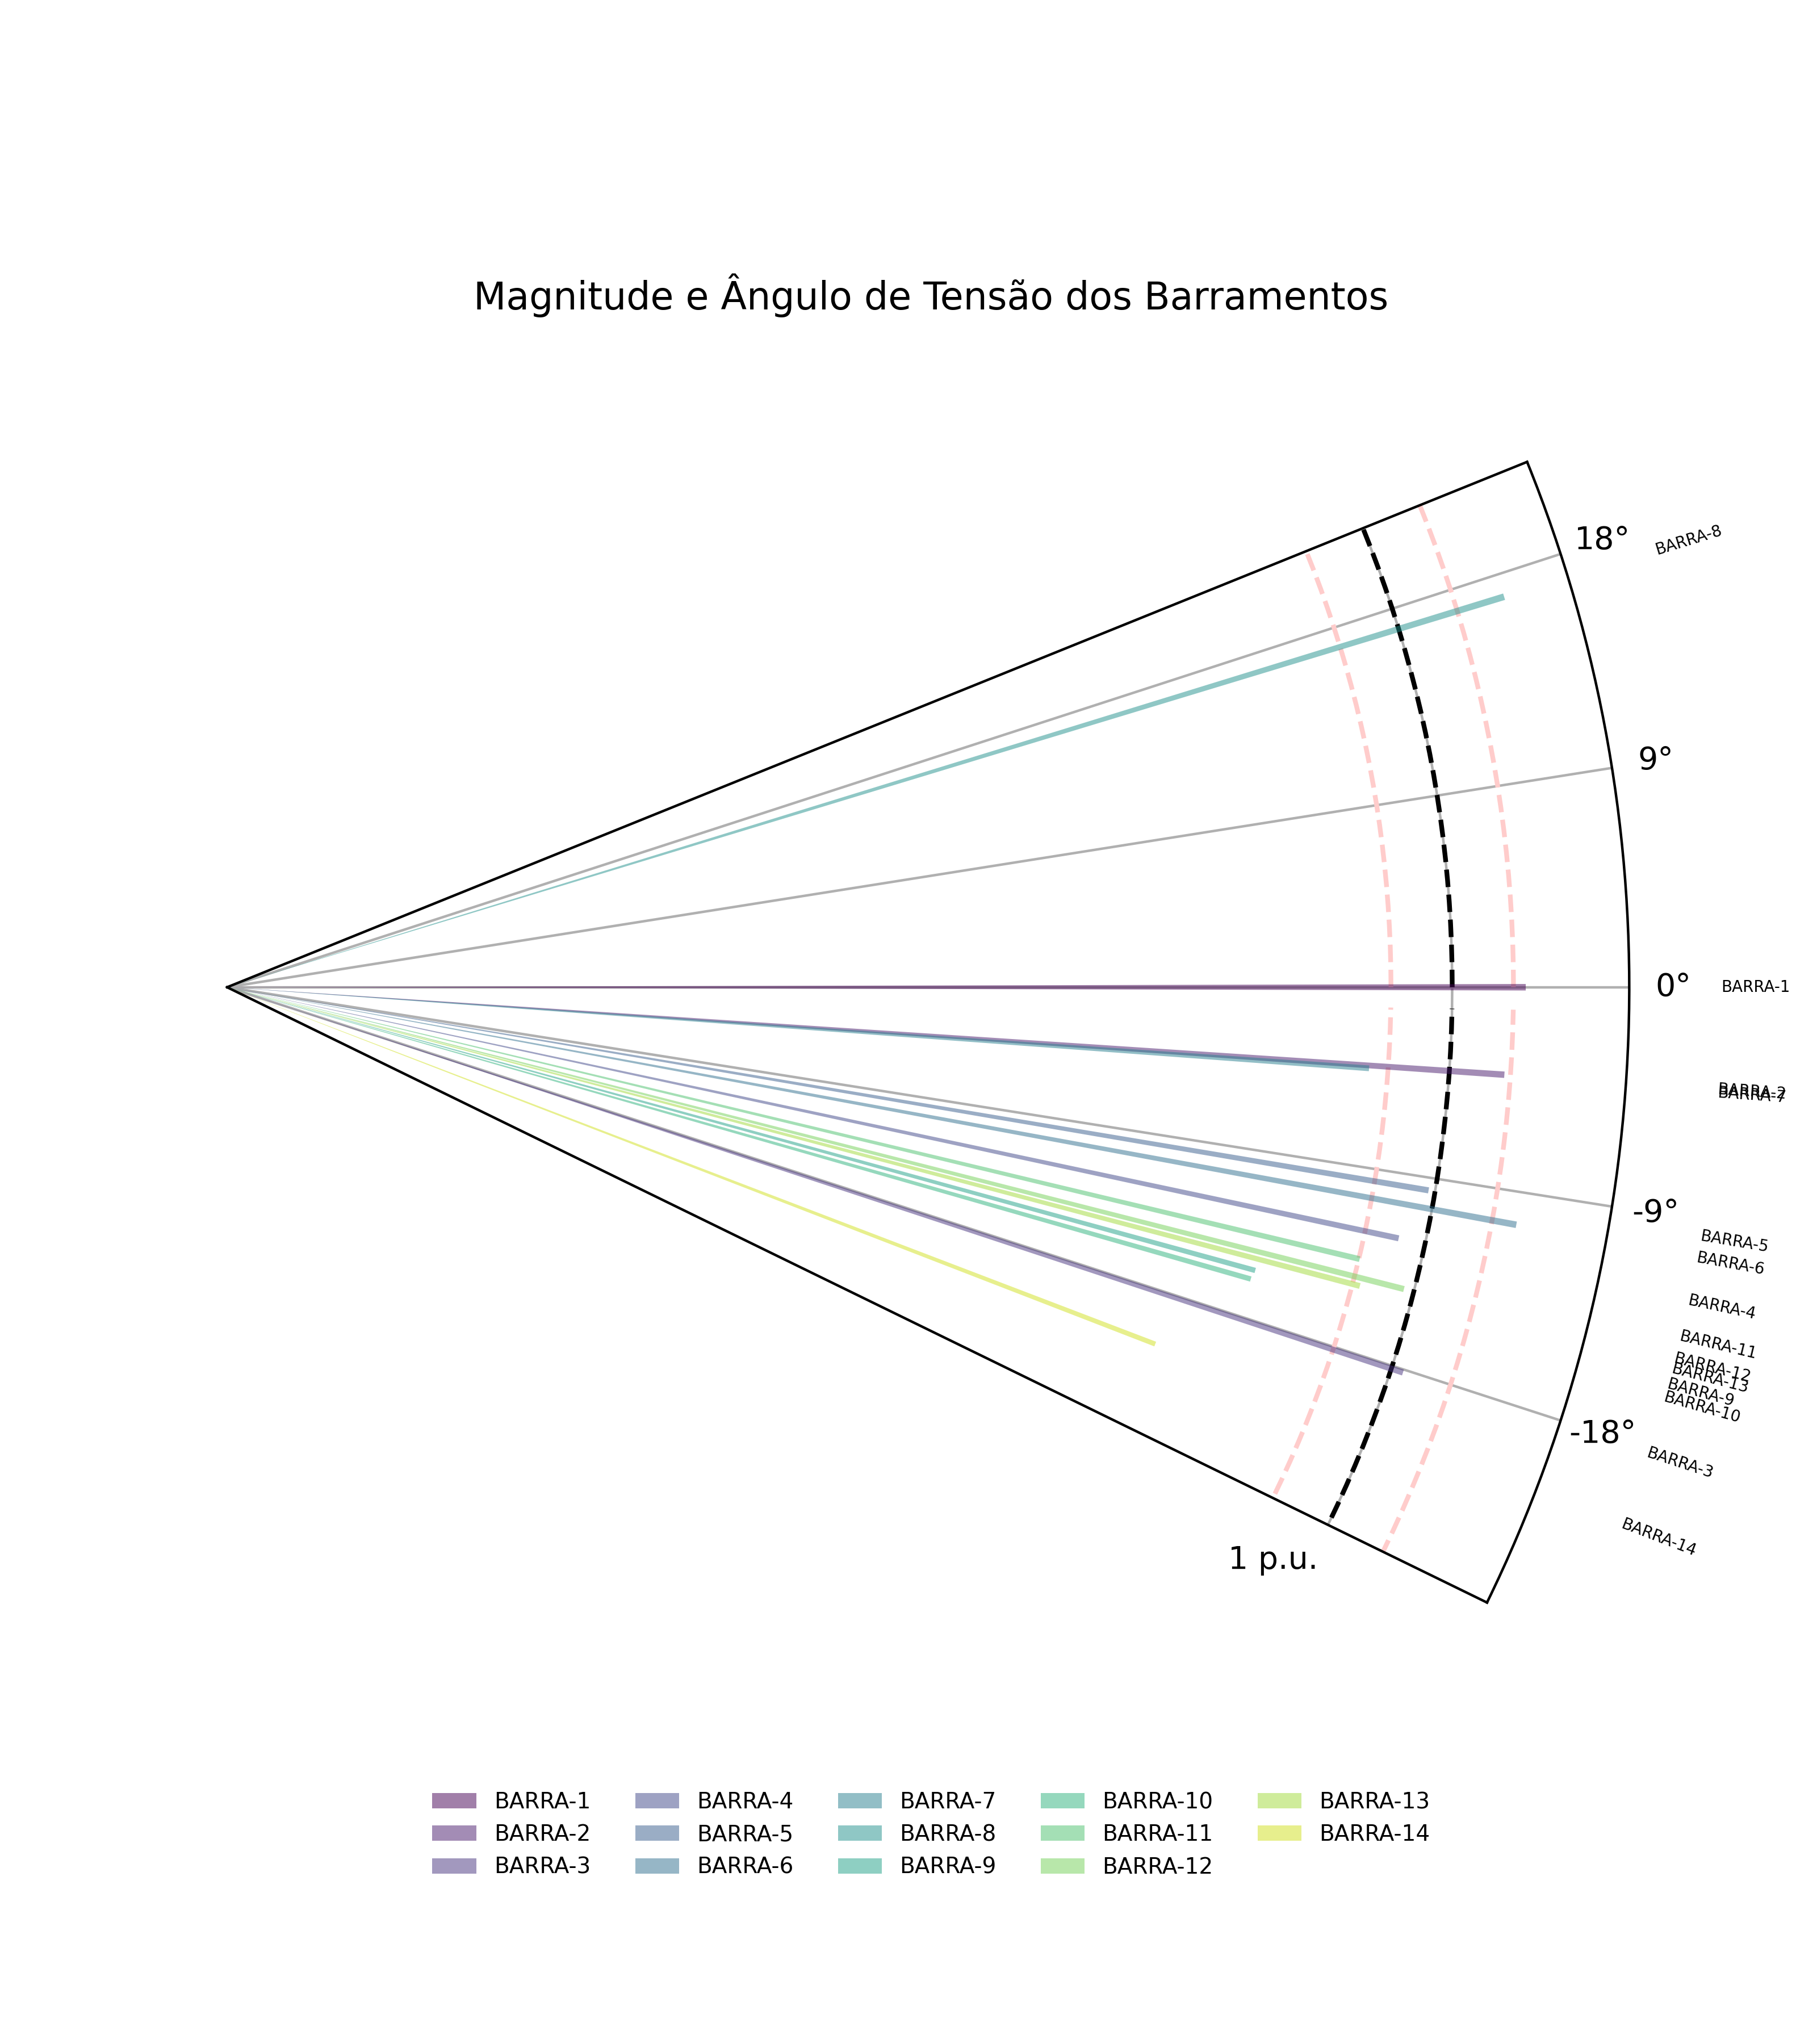 Magnitude e Ângulo de Tensão dos Barramentos
18°
BARRA-8
9°
0°
BARRA-1
BARRA-2
BARRA-7
-9°
BARRA-5
BARRA-6
BARRA-4
BARRA-11
BARRA-12
BARRA-13
BARRA-9
BARRA-10
-18°
BARRA-3
BARRA-14
1 p.u.
BARRA-1 BARRA-4 BARRA-7 BARRA-10 BARRA-13
BARRA-2 BARRA-5 BARRA-8 BARRA-11 BARRA-14
BARRA-3 BARRA-6 BARRA-9 BARRA-12